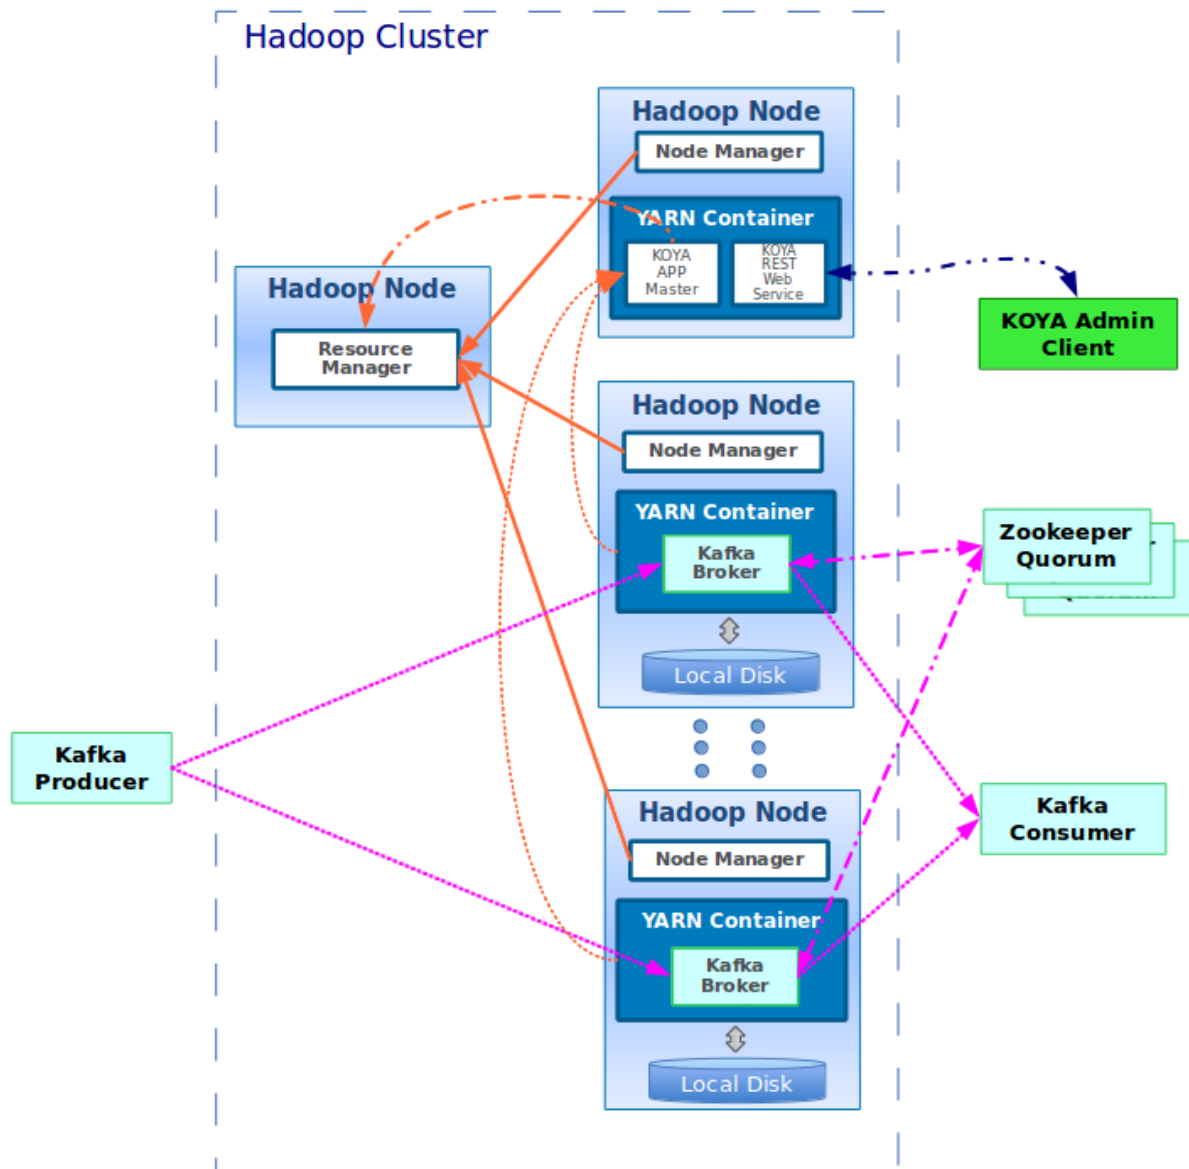 Hadoop Cluster
Hadoop Node
Node Manager
YARN Container
KOYA
APP
Master
KOYA
REST
Web
Service
Hadoop Node
Resource
Manager
KOYA Admin
Client
Hadoop Node
Node Manager
YARN Container
Kafka
Broker
Local Disk
Zookeeper
Quorum
Kafka
Producer
Hadoop Node
Node Manager
YARN Container
Kafka
Broker
Local Disk
Kafka
Consumer